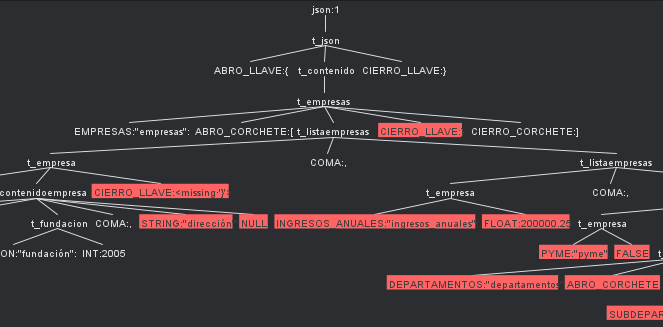 json:1
t_json
ABRO_LLAVE:{ t_contenido CIERRO_LLAVE:}
t_empresas
EMPRESAS:"empresas": ABRO_CORCHETE:[ t_listaempresas CIERRO_LLAVE:} CIERRO_CORCHETE:]
t_empresa COMA:, t_listaempresas
contenidoempresa CIERRO_LLAVE:<missing '}': t_empresa COMA:,
t_fundacion COMA:, STRING:"dirección" NULL INGRESOS_ANUALES:"ingresos_anuales" FLOAT:200000.25 t_empresa
ON:"fundación": INT:2005 PYME:"pyme" FALSE t_
DEPARTAMENTOS:"departamentos ABRO_CORCHETE
SUBDEPAR